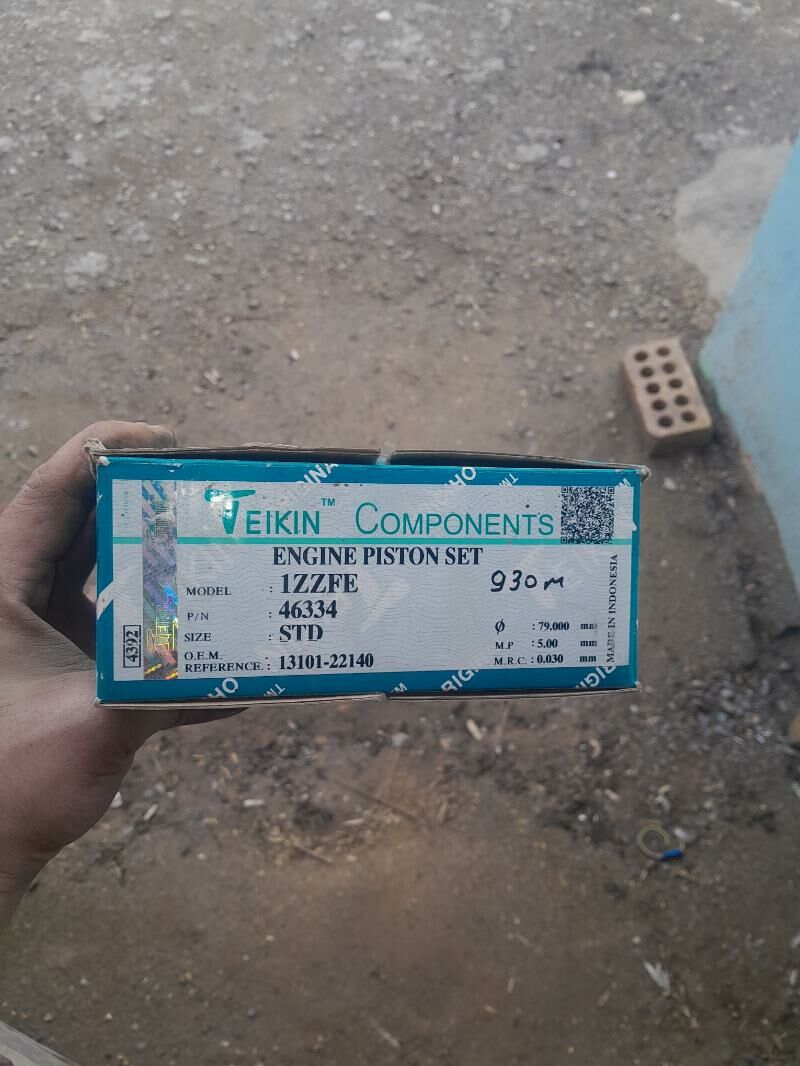 TEIKIN™ COMPONENTS
ENGINE PISTON SET
MODEL : 1ZZFE
930м
P/N : 46334
SIZE : STD
O.E.M. REFERENCE. : 13101-22140
Ø : 79.000 mm
M.P : 5.00 mm
M.R.C. : 0.030 mm
MADE IN INDONESIA
4392